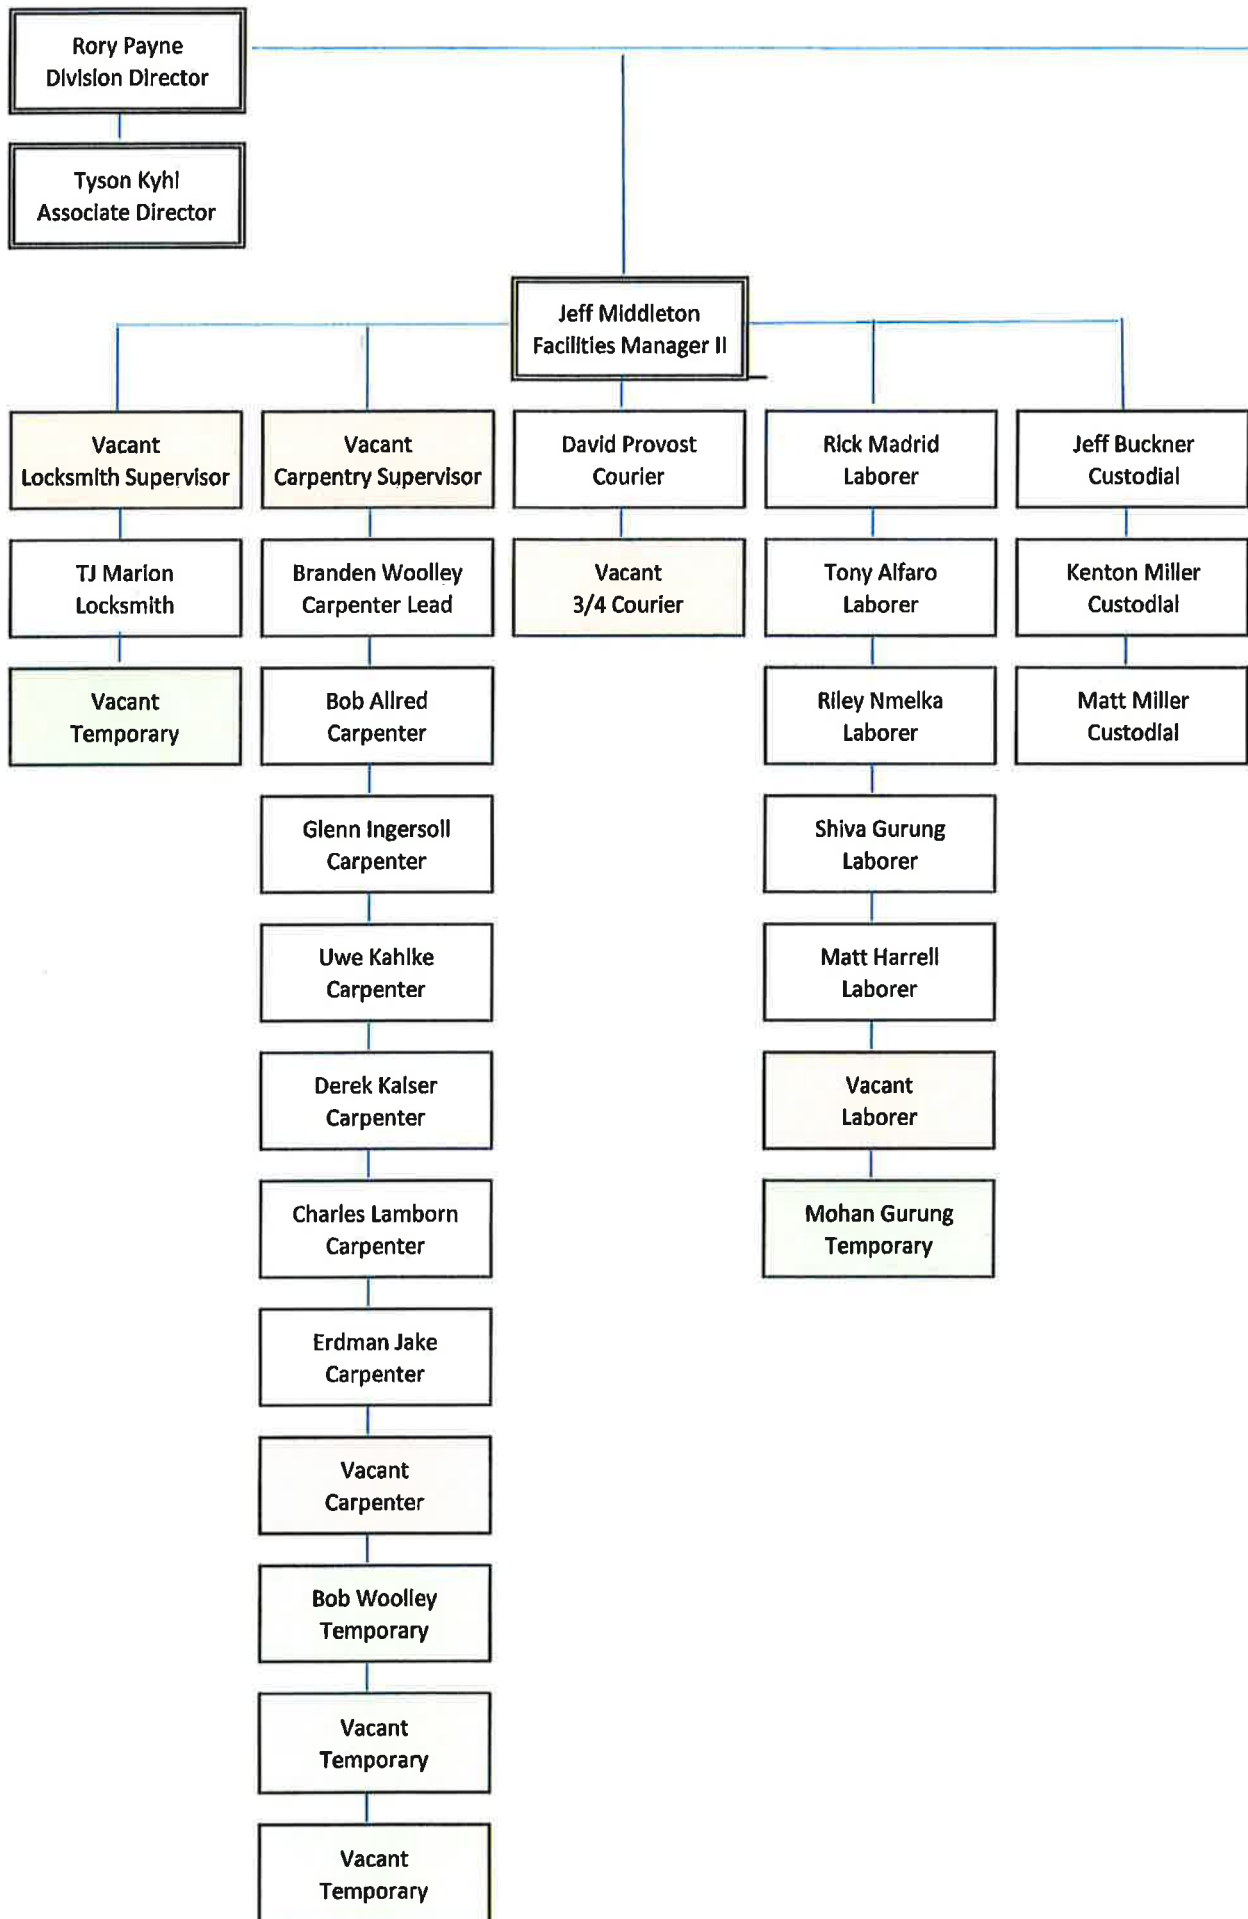 Rory Payne
Division Director
Tyson Kyhl
Associate Director
Jeff Middleton
Facilities Manager II
Vacant
Locksmith Supervisor
TJ Marion
Locksmith
Vacant
Temporary
Vacant
Carpentry Supervisor
Branden Woolley
Carpenter Lead
Bob Allred
Carpenter
Glenn Ingersoll
Carpenter
Uwe Kahlke
Carpenter
Derek Kaiser
Carpenter
Charles Lamborn
Carpenter
Erdman Jake
Carpenter
Vacant
Carpenter
Bob Woolley
Temporary
Vacant
Temporary
Vacant
Temporary
David Provost
Courier
Vacant
3/4 Courier
Rick Madrid
Laborer
Tony Alfaro
Laborer
Riley Nmelka
Laborer
Shiva Gurung
Laborer
Matt Harrell
Laborer
Vacant
Laborer
Mohan Gurung
Temporary
Jeff Buckner
Custodial
Kenton Miller
Custodial
Matt Miller
Custodial